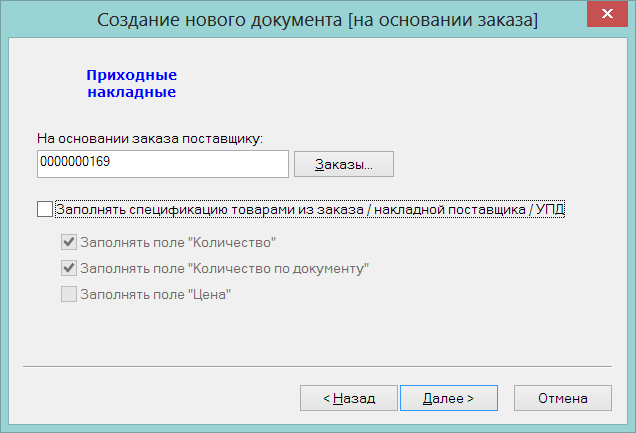 Создание нового документа [на основании заказа]
Приходные
накладные
На основании заказа поставщику:
0000000169
Заказы...
Заполнять спецификацию товарами из заказа / накладной поставщика / УПД
Заполнять поле "Количество"
Заполнять поле "Количество по документу"
Заполнять поле "Цена"
< Назад
Далее >
Отмена